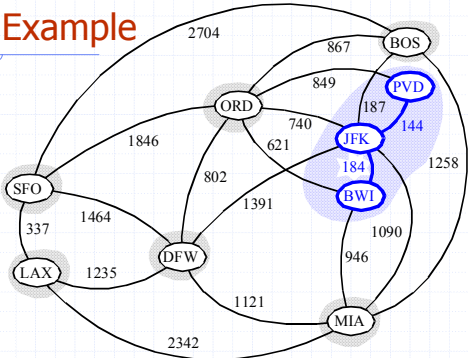 Example
2704
BOS
867
849
PVD
ORD
187
144
740
JFK
1846
621
184
1258
802
1391
BWI
SFO
1464
1090
337
946
DFW
LAX
1235
1121
MIA
2342